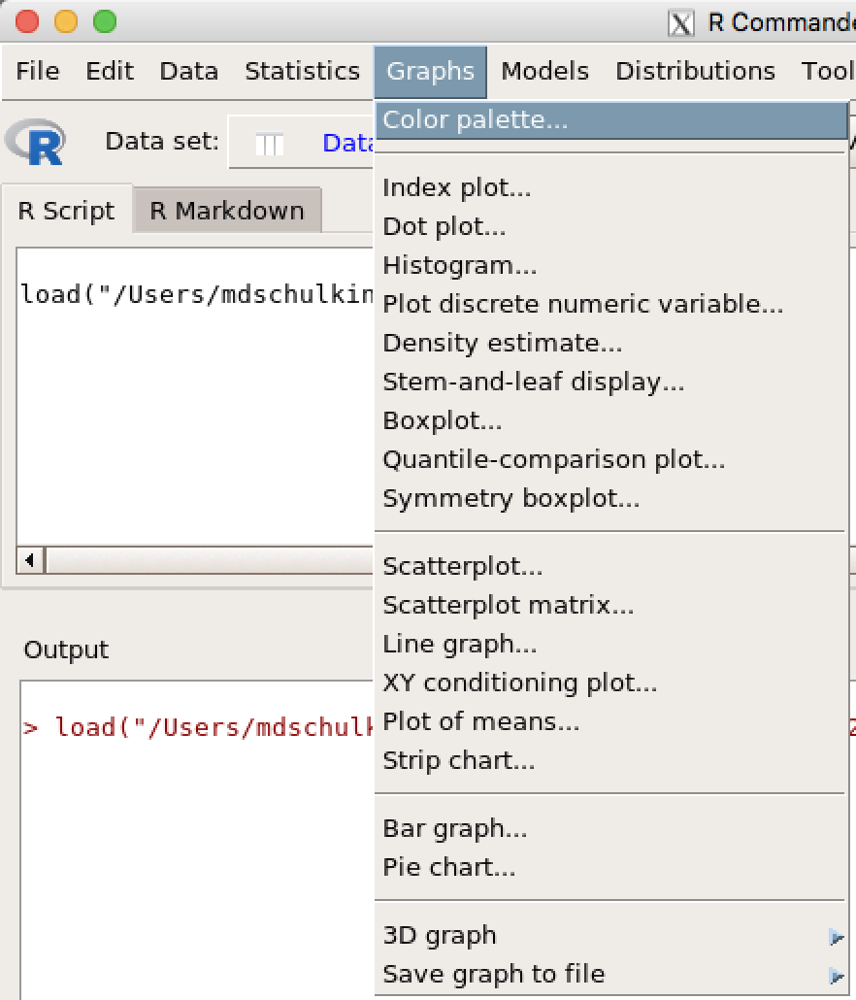 R Commande
File Edit Data Statistics Graphs Models Distributions Tool
Color palette...
R Data set: Data
R Script R Markdown
Index plot...
Dot plot...
Histogram...
load("/Users/mdschulkin
Plot discrete numeric variable...
Density estimate...
Stem-and-leaf display...
Boxplot...
Quantile-comparison plot...
Symmetry boxplot...
Scatterplot...
Scatterplot matrix...
Line graph...
Output
XY conditioning plot...
Plot of means...
> load("/Users/mdschulk
Strip chart...
Bar graph...
Pie chart...
3D graph
Save graph to file